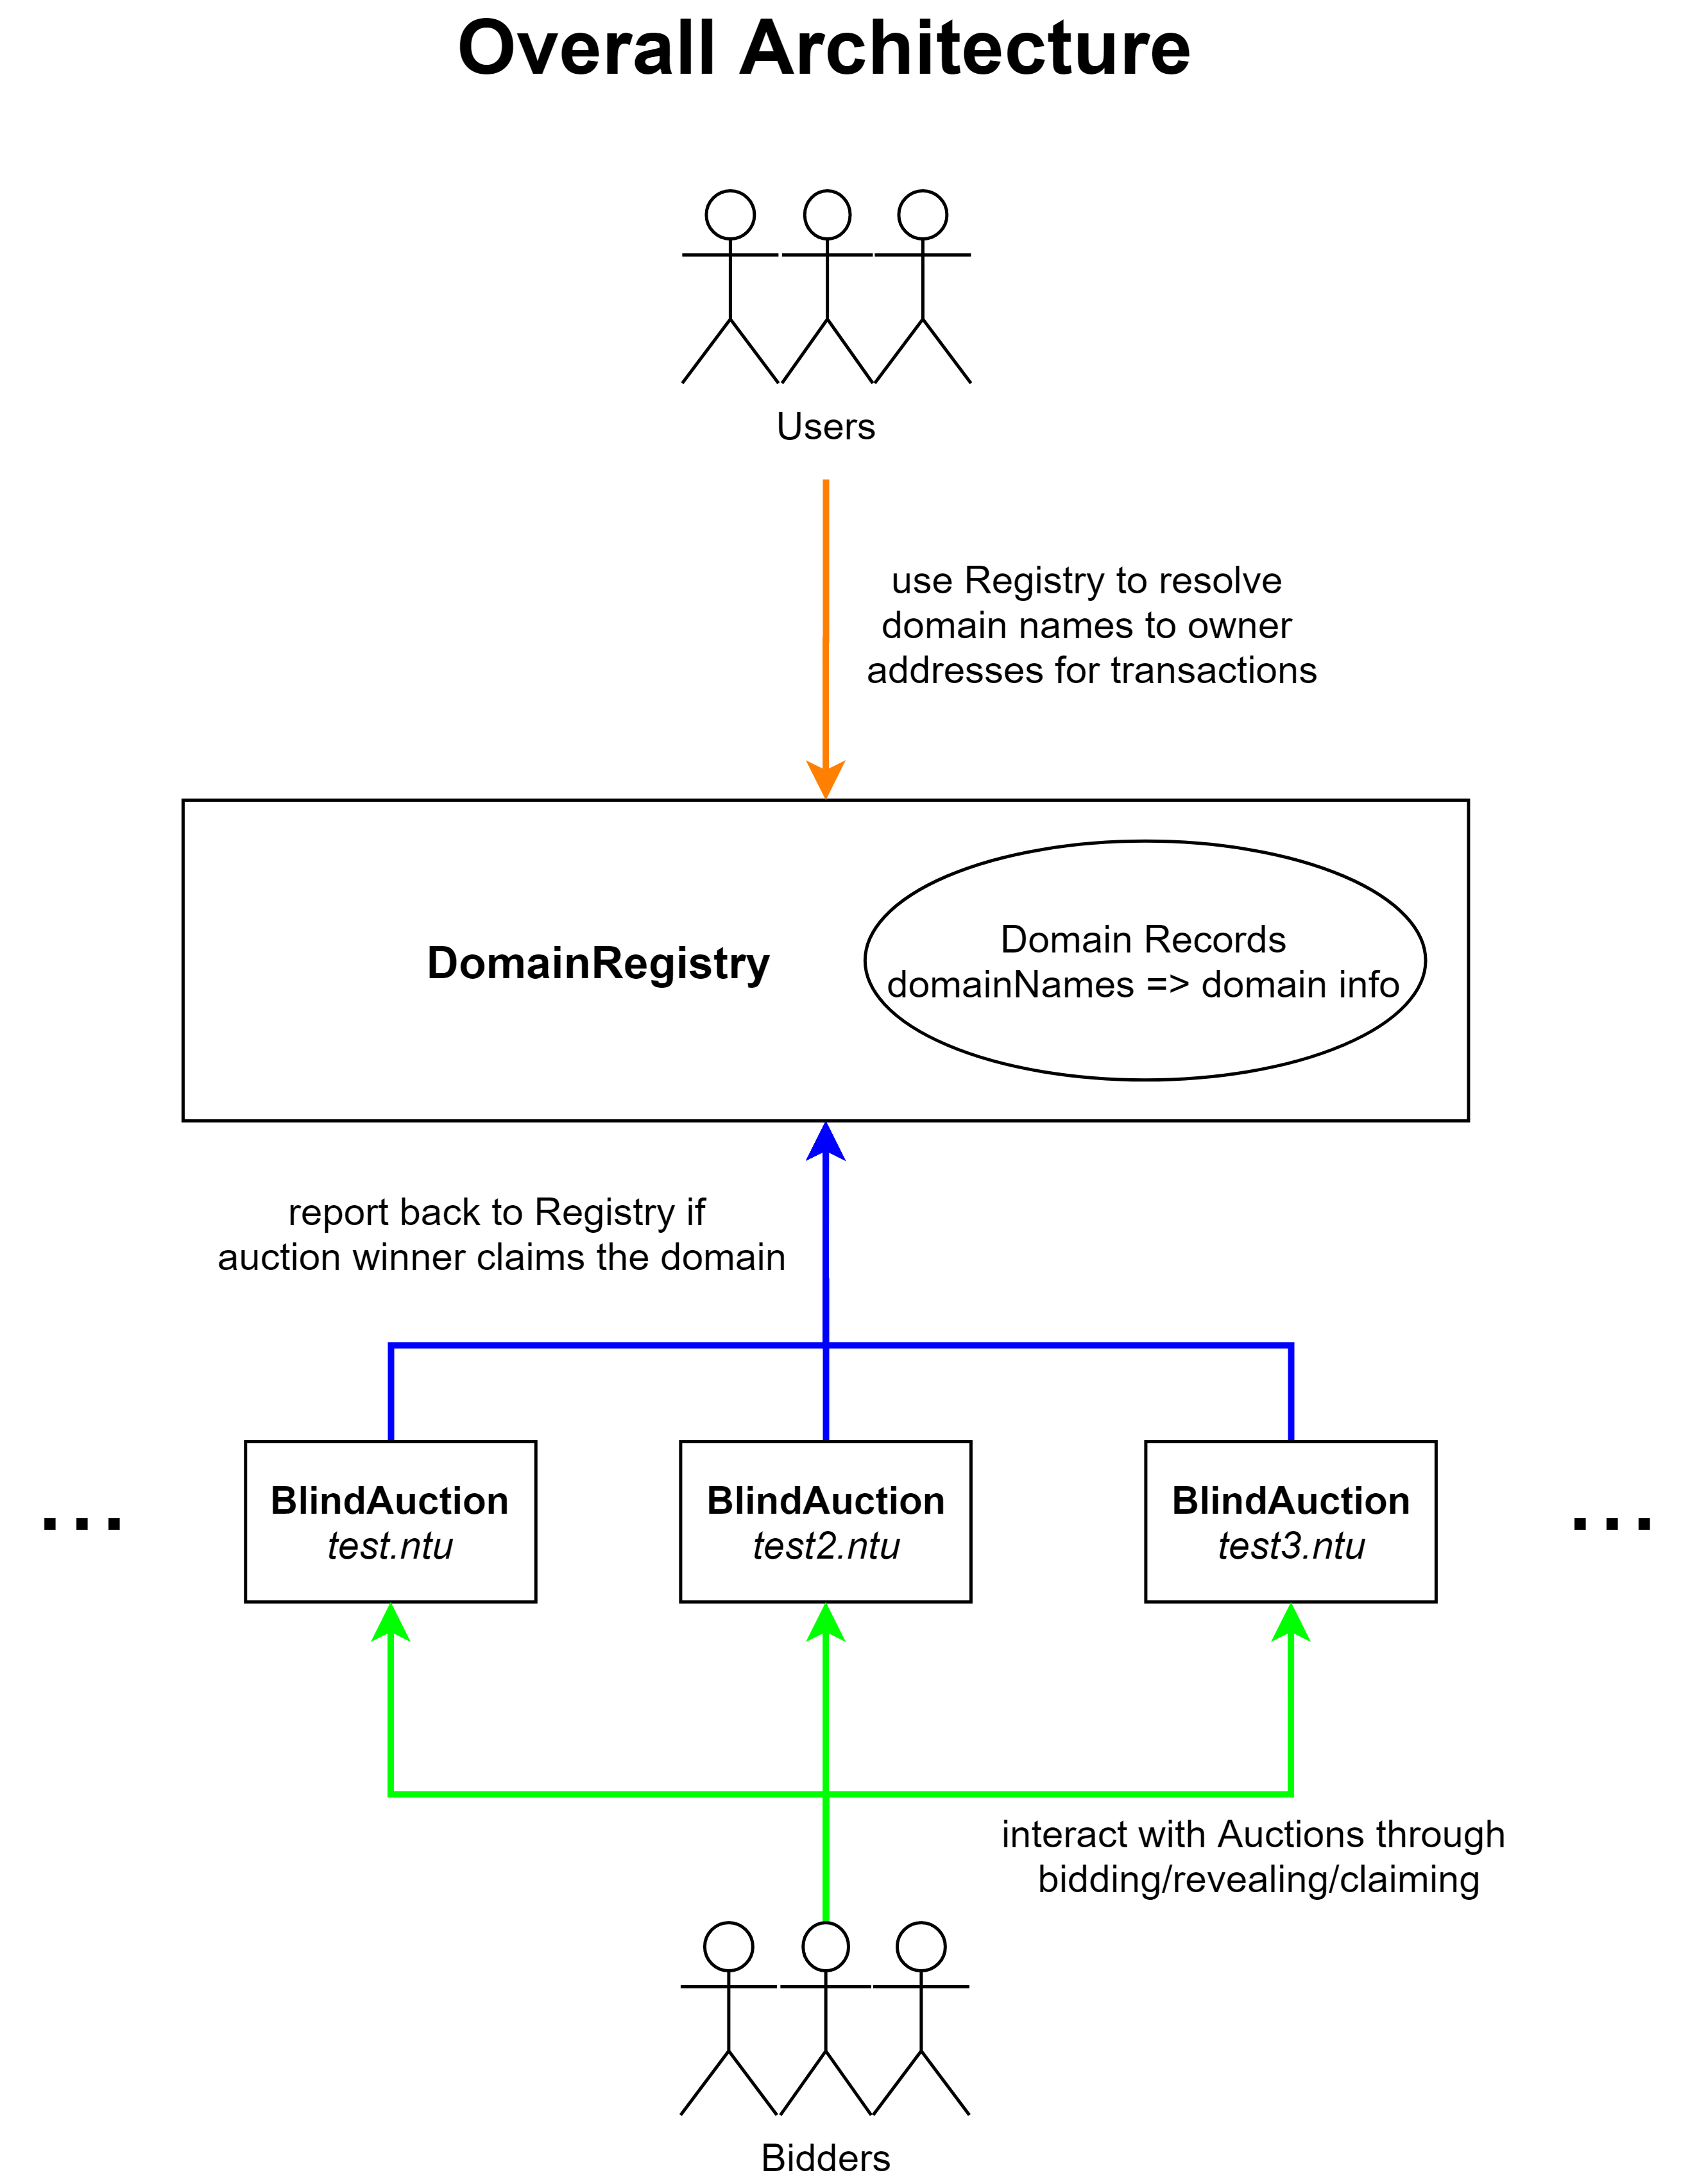 Overall Architecture
Users
use Registry to resolve
domain names to owner
addresses for transactions
DomainRegistry
Domain Records
domainNames => domain info
report back to Registry if
auction winner claims the domain
...
BlindAuction
test.ntu
BlindAuction
test2.ntu
BlindAuction
test3.ntu
...
interact with Auctions through
bidding/revealing/claiming
Bidders